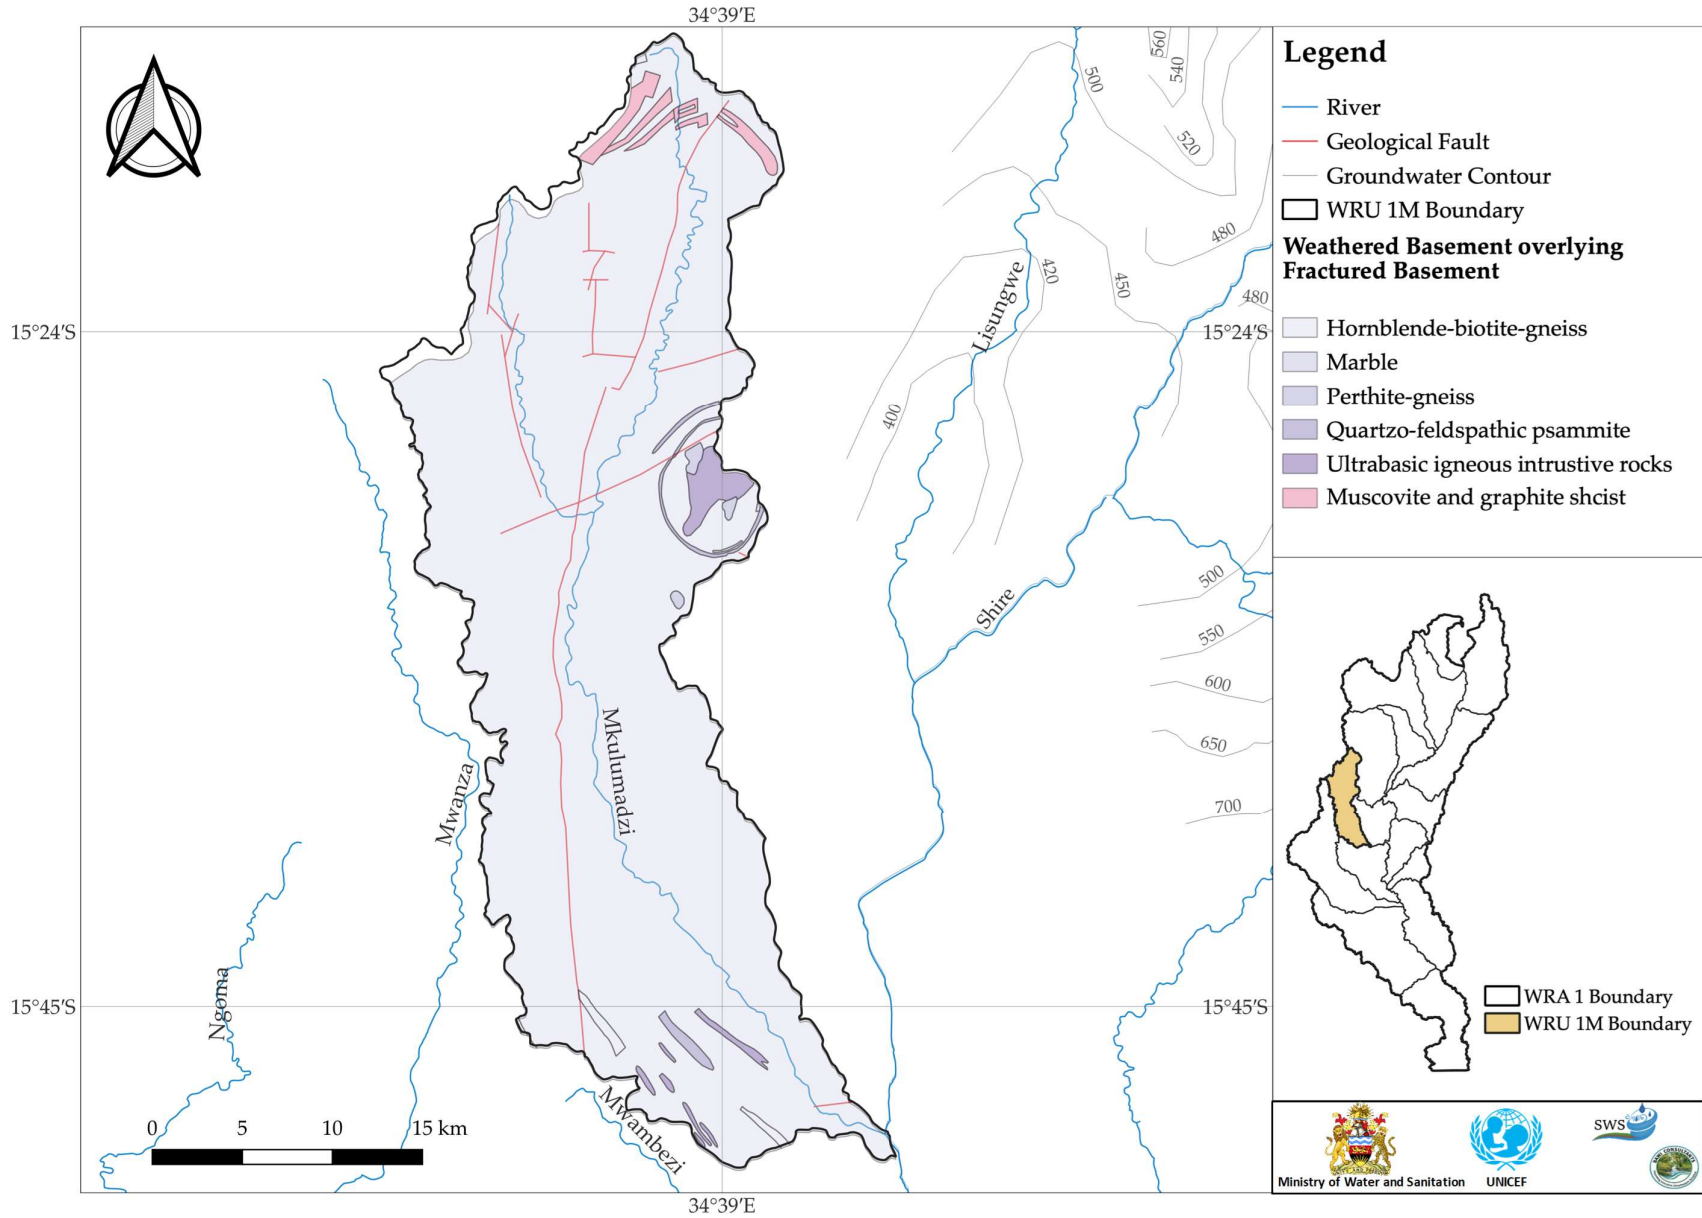 34°39′E
Legend
River
Geological Fault
Groundwater Contour
WRU 1M Boundary
Weathered Basement overlying
Fractured Basement
Hornblende-biotite-gneiss
Marble
Perthite-gneiss
Quartzo-feldspathic psammite
Ultrabasic igneous intrustive rocks
Muscovite and graphite shcist
560
540
500
520
480
420
450
480
400
Lisungwe
15°24′S
15°24′S
500
550
600
650
700
Shire
Mkulumadzi
Mwanza
Ngoma
Mwambezi
15°45′S
15°45′S
WRA 1 Boundary
WRU 1M Boundary
0 5 10 15 km
34°39′E
Ministry of Water and Sanitation
UNICEF
SWS